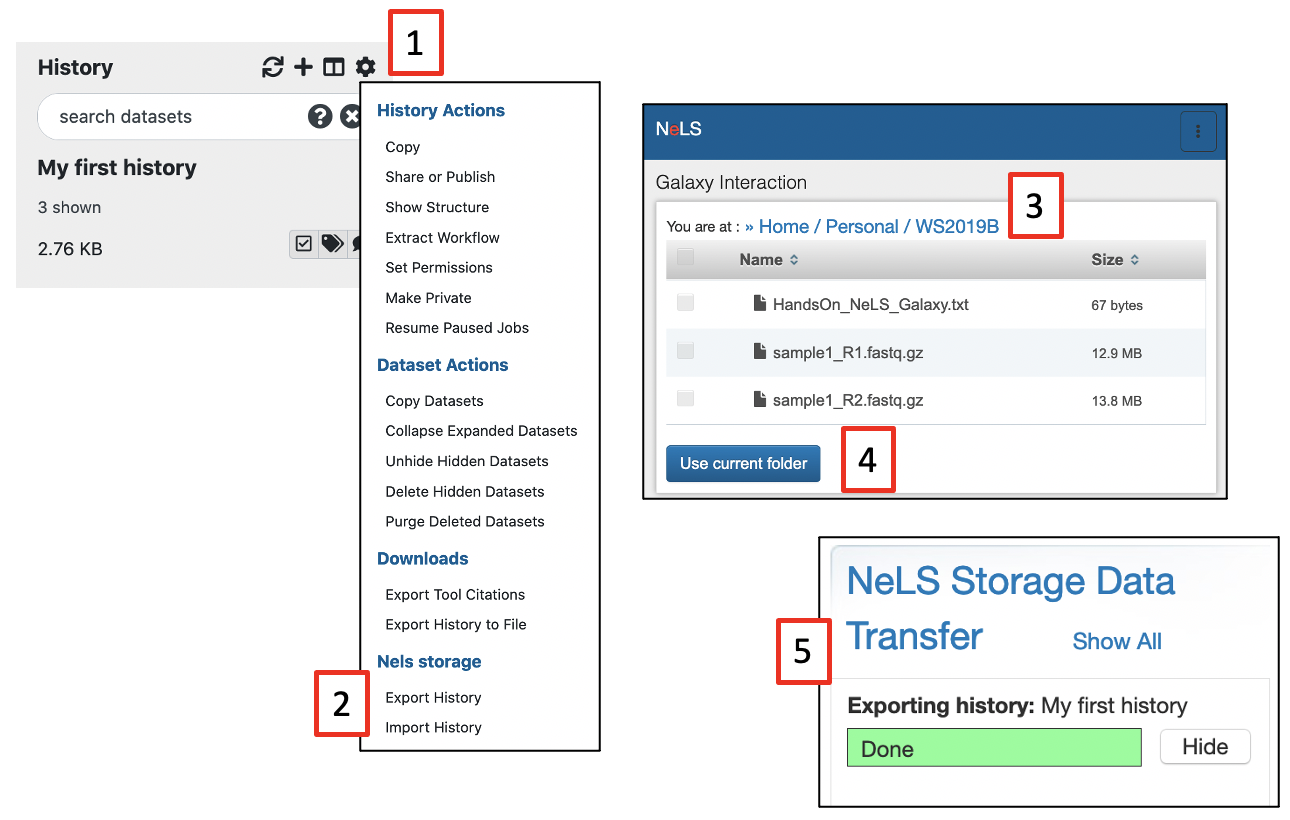 1
History
search datasets
My first history
3 shown
2.76 KB
History Actions
Copy
Share or Publish
Show Structure
Extract Workflow
Set Permissions
Make Private
Resume Paused Jobs
Dataset Actions
Copy Datasets
Collapse Expanded Datasets
Unhide Hidden Datasets
Delete Hidden Datasets
Purge Deleted Datasets
Downloads
Export Tool Citations
Export History to File
Nels storage
2
Export History
Import History
NeLS
Galaxy Interaction
3
You are at : » Home / Personal / WS2019B
Name Size
HandsOn_NeLS_Galaxy.txt 67 bytes
sample1_R1.fastq.gz 12.9 MB
sample1_R2.fastq.gz 13.8 MB
Use current folder
4
NeLS Storage Data
Transfer Show All
5
Exporting history: My first history
Done Hide